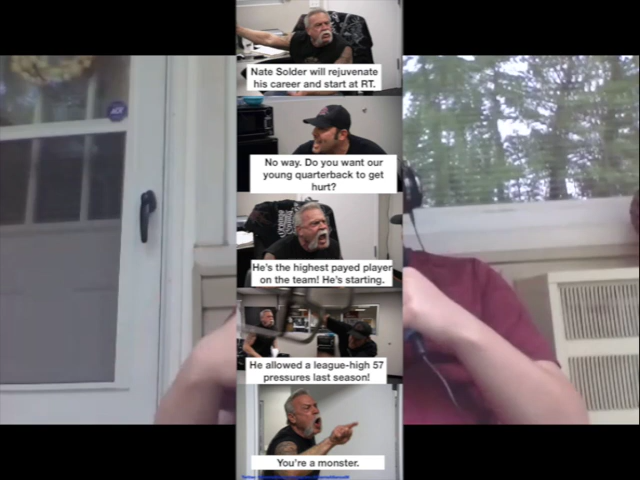 Nate Solder will rejuvenate
his career and start at RT.
No way. Do you want our
young quarterback to get
hurt?
He's the highest payed player
on the team! He's starting.
He allowed a league-high 57
pressures last season!
You're a monster.
ADT